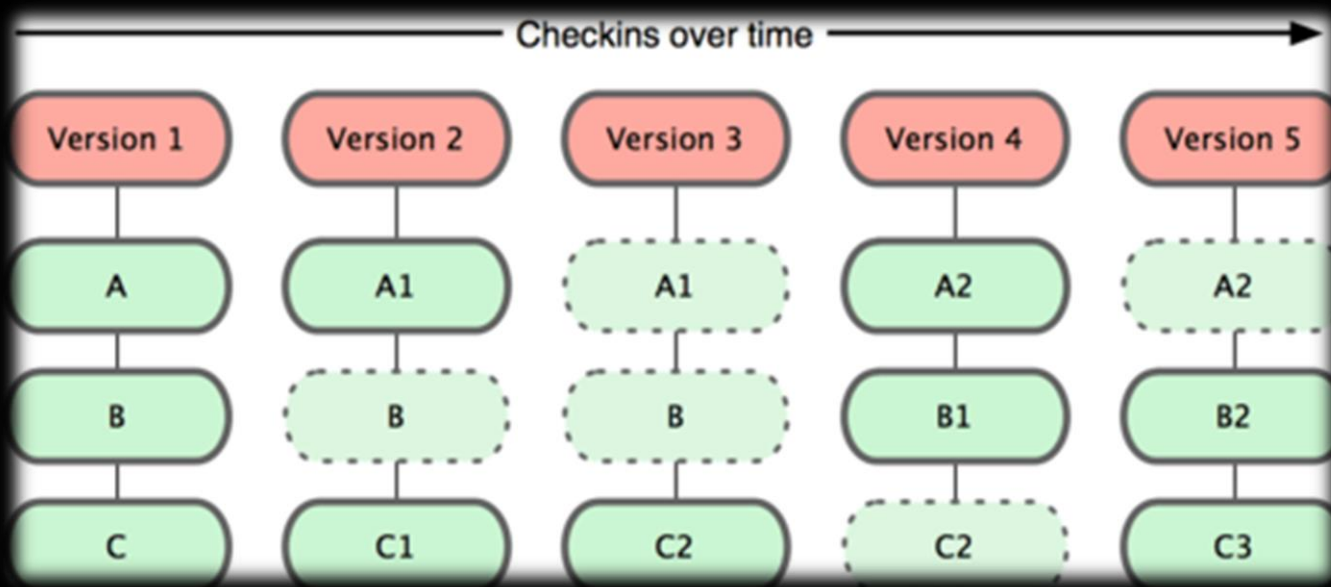 Checkins over time
Version 1 Version 2 Version 3 Version 4 Version 5
A A1 A1 A2 A2
B B B B1 B2
C C1 C2 C2 C3